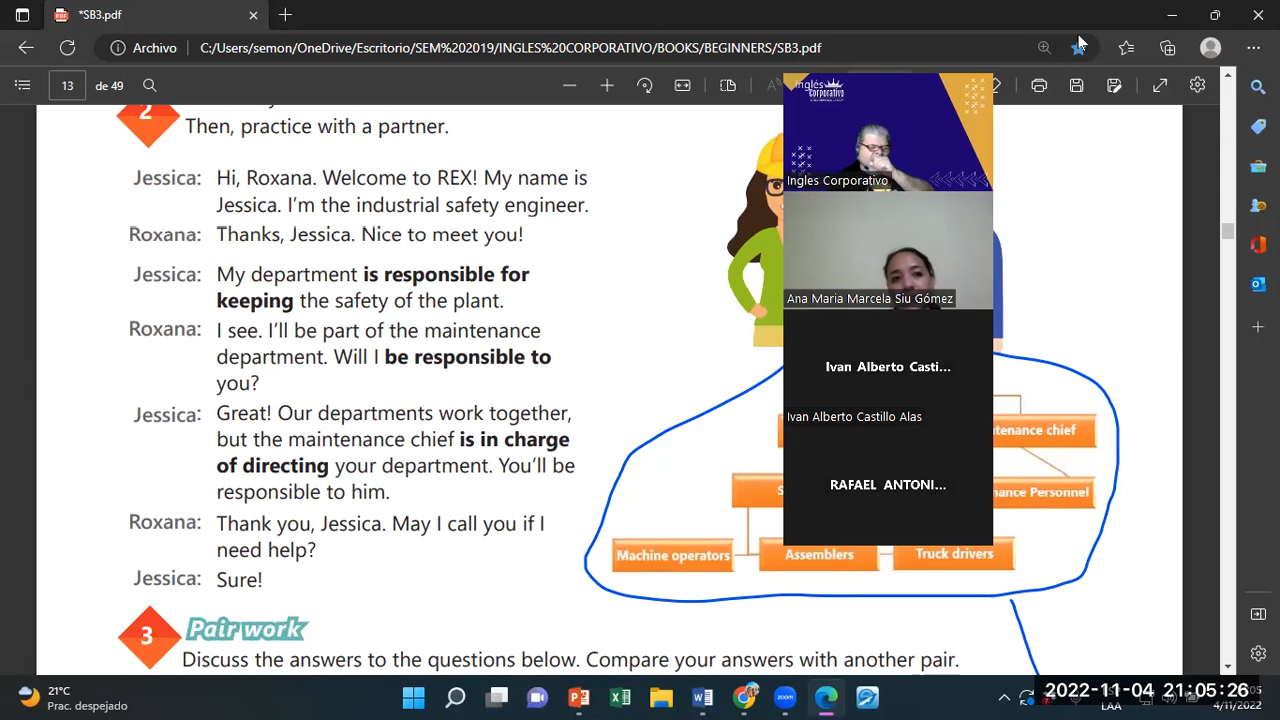 *SB3.pdf
Archivo
C:/Users/semon/OneDrive/Escritorio/SEM%202019/INGLES%20CORPORATIVO/BOOKS/BEGINNERS/SB3.pdf
13 de 49
2
Then, practice with a partner.
Jessica: Hi, Roxana. Welcome to REX! My name is
Jessica. I'm the industrial safety engineer.
Roxana: Thanks, Jessica. Nice to meet you!
Jessica: My department is responsible for
keeping the safety of the plant.
Roxana: I see. I'll be part of the maintenance
department. Will I be responsible to
you?
Jessica: Great! Our departments work together,
but the maintenance chief is in charge
of directing your department. You'll be
responsible to him.
Roxana: Thank you, Jessica. May I call you if I
need help?
Jessica: Sure!
Inglés
corporativo
Ingles Corporativo
Ana Maria Marcela Siu Gómez
Ivan Alberto Casti...
Ivan Alberto Castillo Alas
RAFAEL ANTONI...
tenance chief
nance Personnel
Machine operators
Assemblers
Truck drivers
3
Pair work
Discuss the answers to the questions below. Compare your answers with another pair.
21°C
Prac. despejado
2022-11-04 21:05:26
LAA
4/11/2022